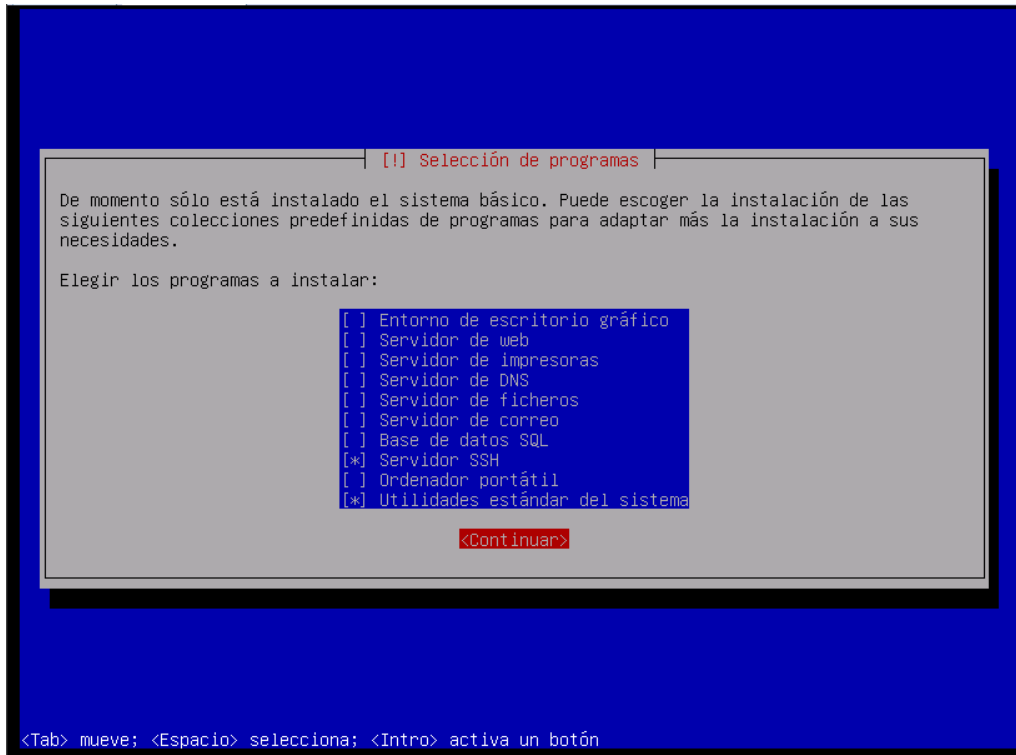 [!] Selección de programas
De momento sólo está instalado el sistema básico. Puede escoger la instalación de las
siguientes colecciones predefinidas de programas para adaptar más la instalación a sus
necesidades.
Elegir los programas a instalar:
[ ] Entorno de escritorio gráfico
[ ] Servidor de web
[ ] Servidor de impresoras
[ ] Servidor de DNS
[ ] Servidor de ficheros
[ ] Servidor de correo
[ ] Base de datos SQL
[*] Servidor SSH
[ ] Ordenador portátil
[*] Utilidades estándar del sistema
<Continuar>
<Tab> mueve; <Espacio> selecciona; <Intro> activa un botón